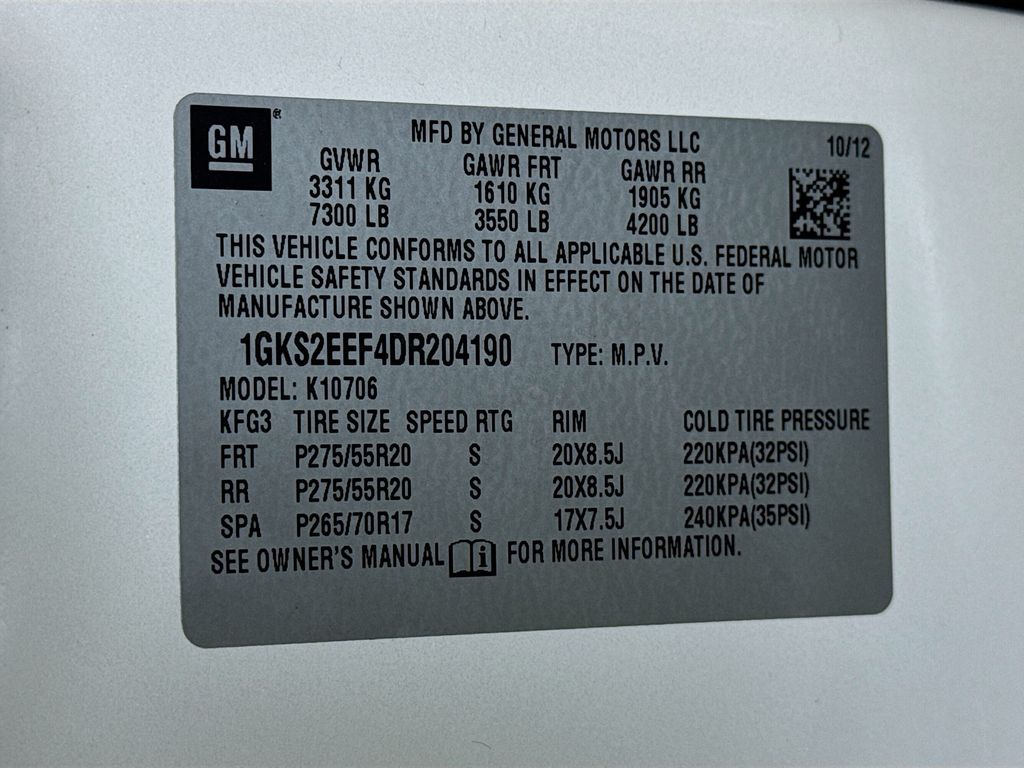 GM®
MFD BY GENERAL MOTORS LLC 10/12
GVWR GAWR FRT GAWR RR
3311 KG 1610 KG 1905 KG
7300 LB 3550 LB 4200 LB
THIS VEHICLE CONFORMS TO ALL APPLICABLE U.S. FEDERAL MOTOR
VEHICLE SAFETY STANDARDS IN EFFECT ON THE DATE OF
MANUFACTURE SHOWN ABOVE.
1GKS2EEF4DR204190 TYPE: M.P.V.
MODEL: K10706
KFG3 TIRE SIZE SPEED RTG RIM COLD TIRE PRESSURE
FRT P275/55R20 S 20X8.5J 220KPA(32PSI)
RR P275/55R20 S 20X8.5J 220KPA(32PSI)
SPA P265/70R17 S 17X7.5J 240KPA(35PSI)
SEE OWNER'S MANUAL i FOR MORE INFORMATION.